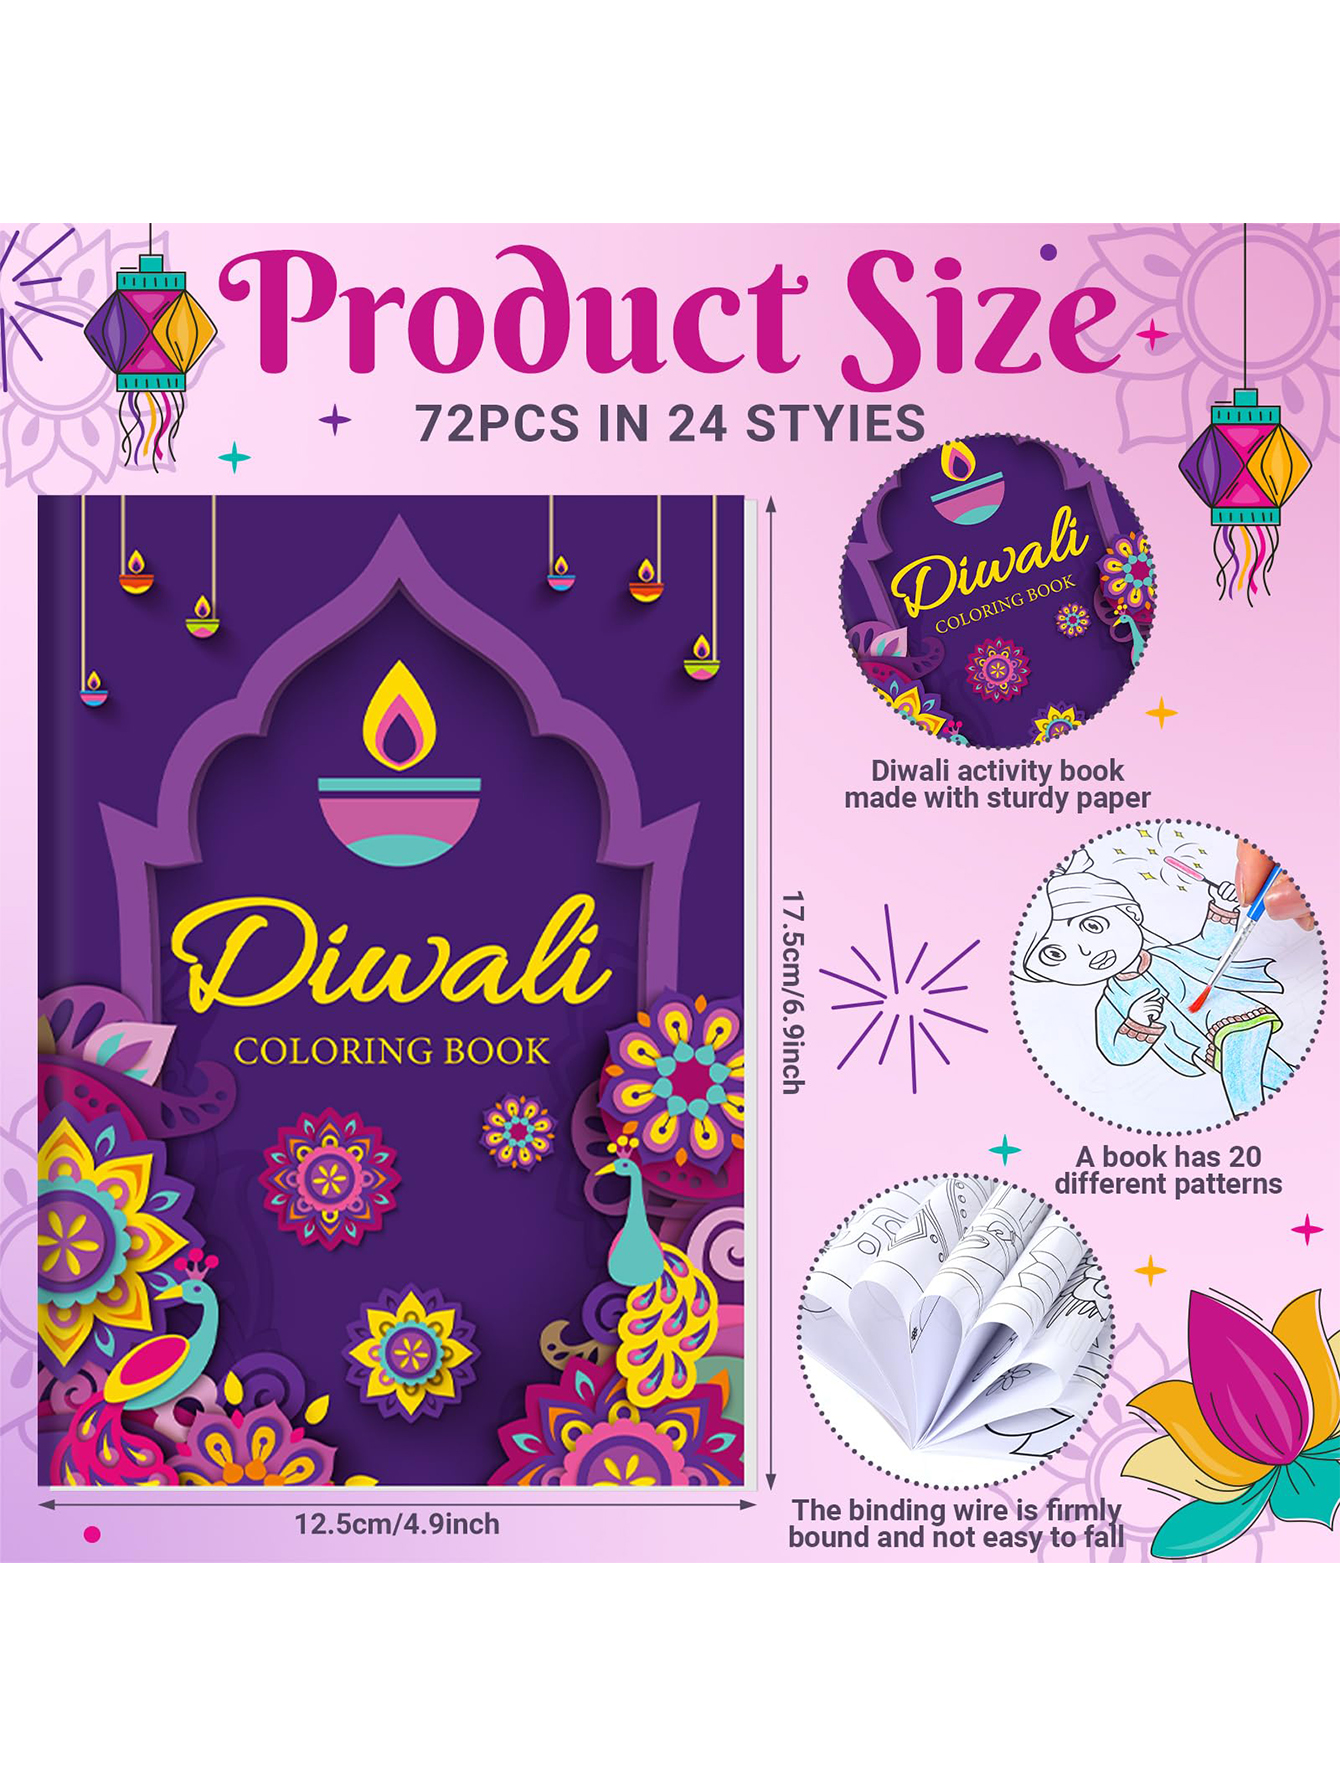 Product Size
72PCS IN 24 STYIES
Diwali
COLORING BOOK
Diwali
COLORING BOOK
Diwali activity book
made with sturdy paper
17.5cm/6.9inch
A book has 20
different patterns
12.5cm/4.9inch
The binding wire is firmly
bound and not easy to fall